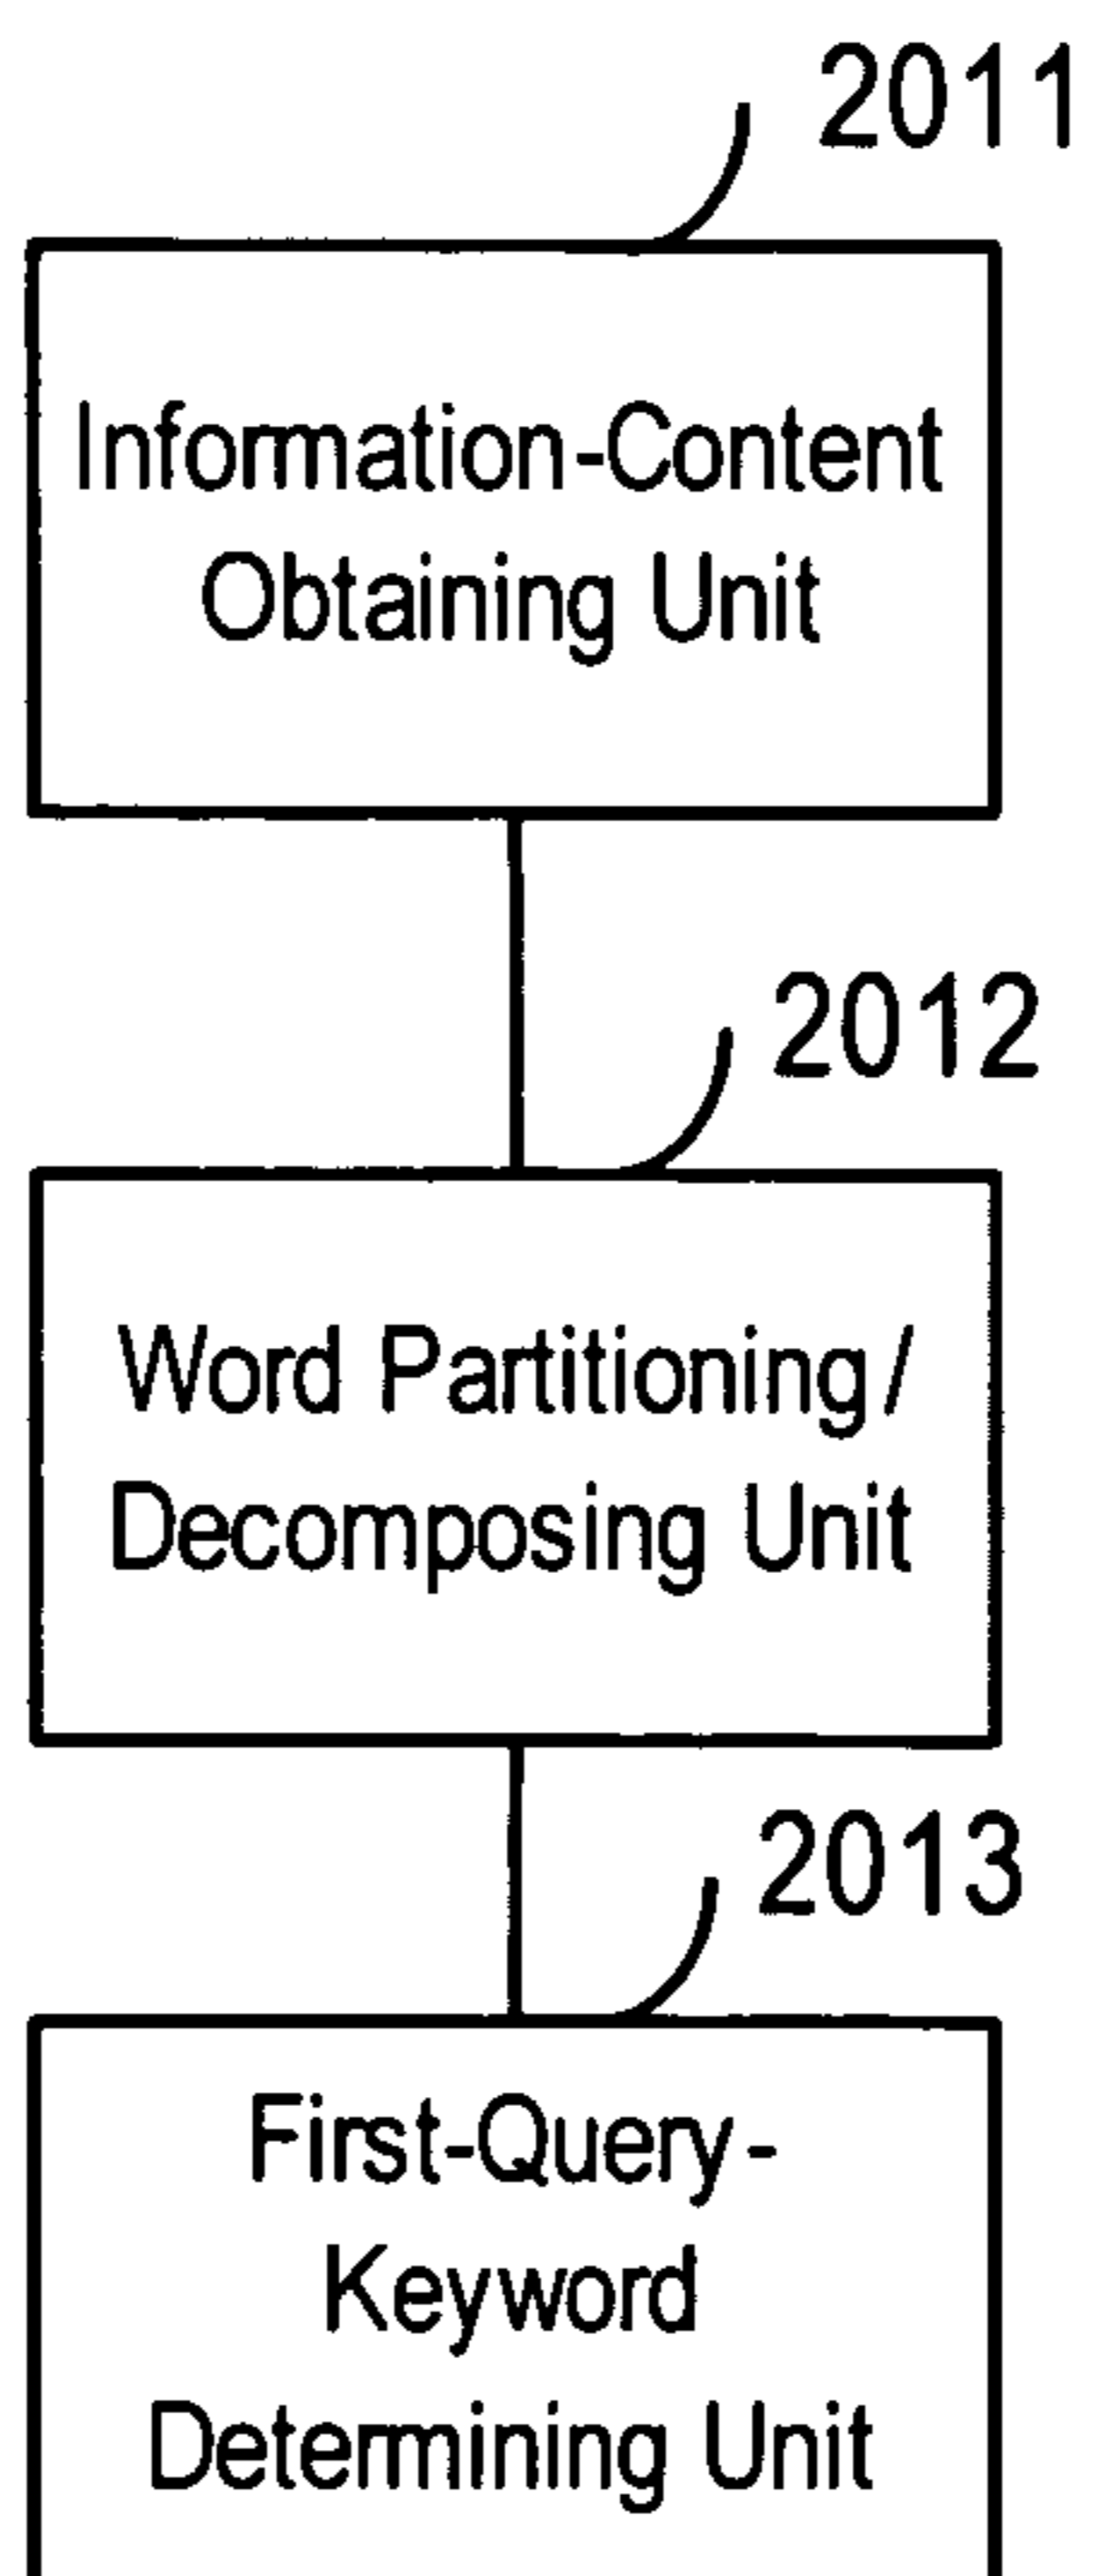 2011
Information-Content
Obtaining Unit
2012
Word Partitioning/
Decomposing Unit
2013
First-Query-
Keyword
Determining Unit